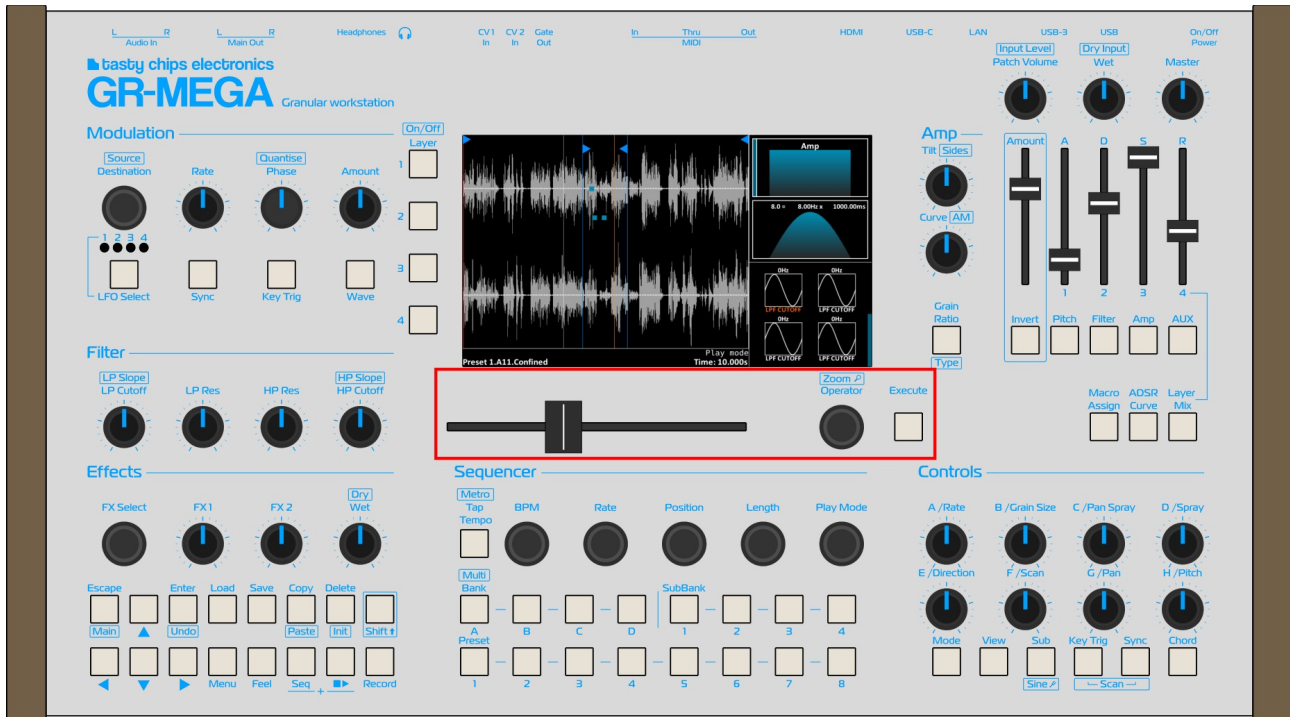 L R Headphones CV1 CV 2 Gate In Thru Out HDMI USB-C LAN USB-3 USB On/Off
Audio In Main Out In In Out MIDI Power
Input Level Dry Input
Patch Volume Wet Master
tasty chips electronics
GR-MEGA Granular workstation
Modulation
Source Quantise
Destination Rate Phase Amount
1 2 3 4
LFO Select Sync Key Trig Wave
On/Off
Layer
1
2
3
4
Amp
8.0 = 8.00Hz x 1000.00ms
0Hz 0Hz
LPF CUTOFF LPF CUTOFF
0Hz 0Hz
LPF CUTOFF LPF CUTOFF
Play mode
Preset 1.A11.Confined Time: 10.000s
Amp
Tilt Sides
Curve AM
Grain
Ratio
Type
Amount A D S R
1 2 3 4
Invert Pitch Filter Amp AUX
Macro ADSR Layer
Assign Curve Mix
Filter
LP Slope HP Slope
LP Cutoff LP Res HP Res HP Cutoff
Zoom
Operator Execute
Effects
Dry
FX Select FX1 FX 2 Wet
Escape Enter Load Save Copy Delete
Main Undo Paste Init Shift
Menu Feel Seq + Record
Sequencer
Metro
Tap
Tempo
BPM Rate Position Length Play Mode
Multi
Bank SubBank
A B C D 1 2 3 4
Preset
1 2 3 4 5 6 7 8
Controls
A /Rate B /Grain Size C /Pan Spray D /Spray
E /Direction F /Scan G /Pan H /Pitch
Mode View Sub Key Trig Sync Chord
Sine Scan